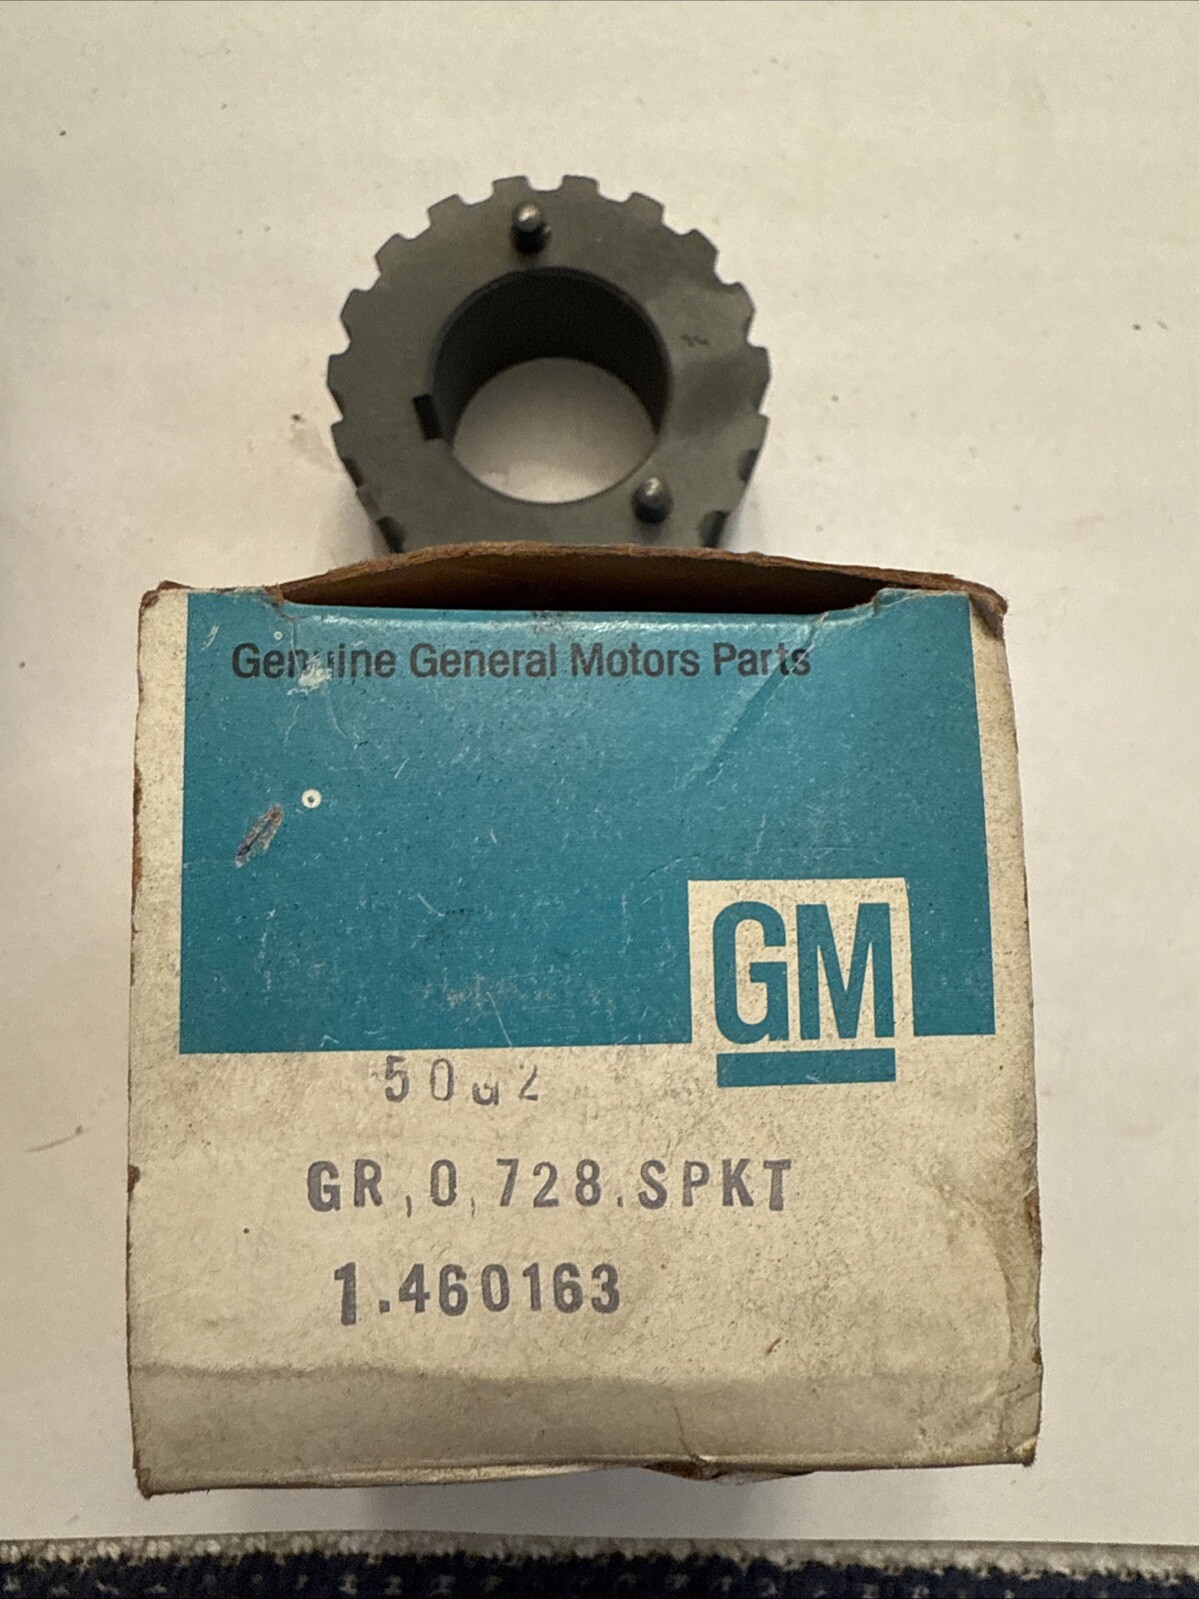 Genuine General Motors Parts
GM
GR,0,728.SPKT
1.460163